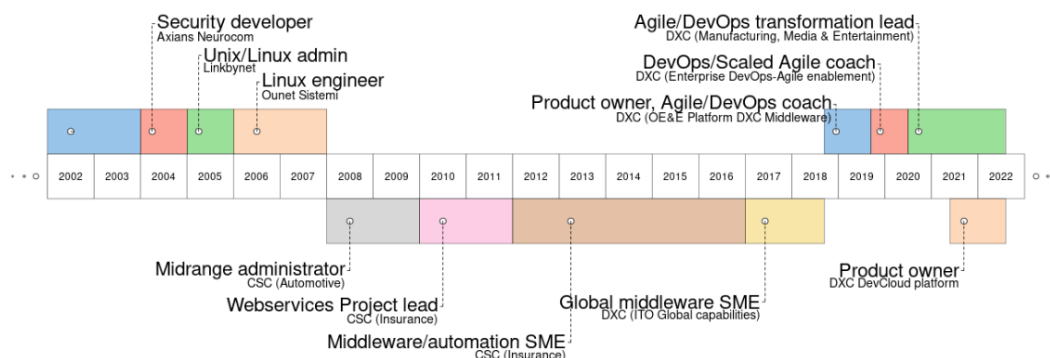 Security developer
Axians Neurocom
Unix/Linux admin
Linkbynet
Linux engineer
Ounet Sistemi
Agile/DevOps transformation lead
DXC (Manufacturing, Media & Entertainment)
DevOps/Scaled Agile coach
DXC (Enterprise DevOps-Agile enablement)
Product owner, Agile/DevOps coach
DXC (OE&E Platform DXC Middleware)
2002 2003 2004 2005 2006 2007 2008 2009 2010 2011 2012 2013 2014 2015 2016 2017 2018 2019 2020 2021 2022
Midrange administrator
CSC (Automotive)
Webservices Project lead
CSC (Insurance)
Middleware/automation SME
CSC (Insurance)
Global middleware SME
DXC (ITO Global capabilities)
Product owner
DXC DevCloud platform